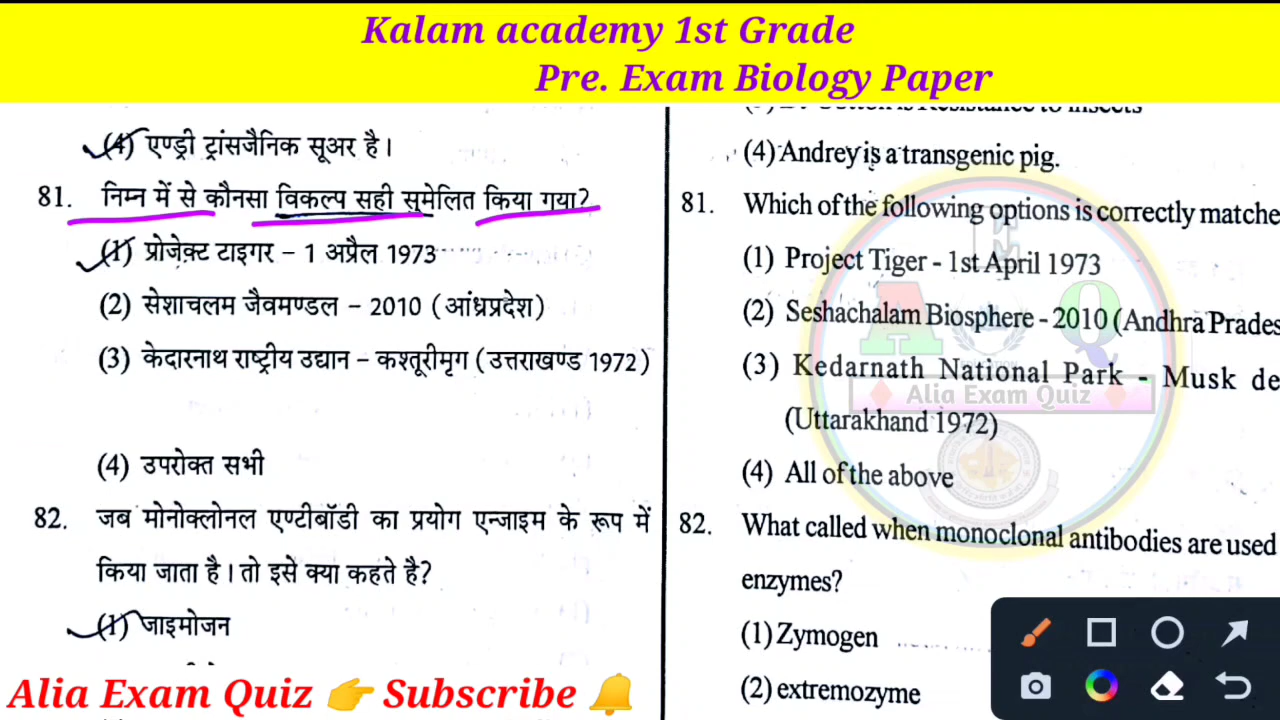 Kalam academy 1st Grade
Pre. Exam Biology Paper
(4) एण्ड्री ट्रांसजैनिक सूअर है।
81. निम्न में से कौनसा विकल्प सही सुमेलित किया गया?
(1) प्रोजेक्ट टाइगर – 1 अप्रैल 1973
(2) सेशाचलम जैवमण्डल – 2010 (आंध्रप्रदेश)
(3) केदारनाथ राष्ट्रीय उद्यान – कश्तूरीमृग (उत्तराखण्ड 1972)
(4) उपरोक्त सभी
82. जब मोनोक्लोनल एण्टीबॉडी का प्रयोग एन्जाइम के रूप में
किया जाता है। तो इसे क्या कहते है?
(1) जाइमोजन
(4) Andrey is a transgenic pig.
81. Which of the following options is correctly matche
(1) Project Tiger - 1st April 1973
(2) Seshachalam Biosphere - 2010 (Andhra Prades
(3) Kedarnath National Park - Musk de
(Uttarakhand 1972)
(4) All of the above
82. What called when monoclonal antibodies are used
enzymes?
(1) Zymogen
(2) extremozyme
E
A Q
Alia Exam Quiz
Alia Exam Quiz 👉 Subscribe 🔔